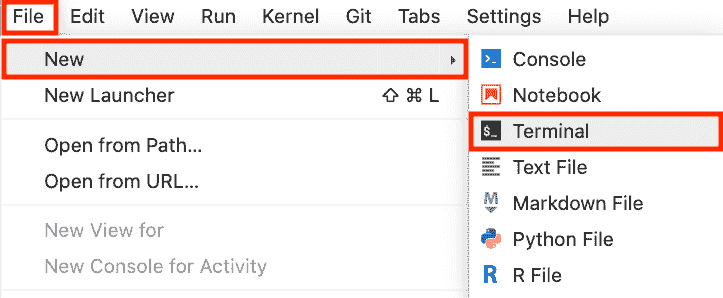 File Edit View Run Kernel Git Tabs Settings Help
New
New Launcher ⇧ ⌘ L
Open from Path...
Open from URL...
New View for
New Console for Activity
Console
Notebook
$_ Terminal
Text File
Markdown File
Python File
R File